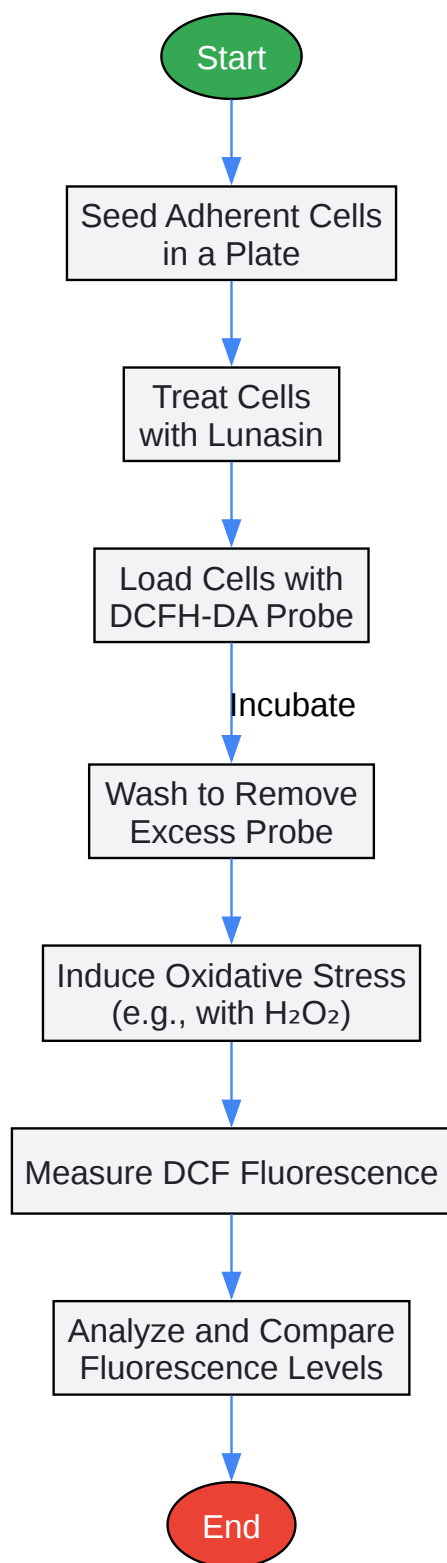 Start
Seed Adherent Cells
in a Plate
Treat Cells
with Lunasin
Load Cells with
DCFH-DA Probe
Incubate
Wash to Remove
Excess Probe
Induce Oxidative Stress
(e.g., with H₂O₂)
Measure DCF Fluorescence
Analyze and Compare
Fluorescence Levels
End